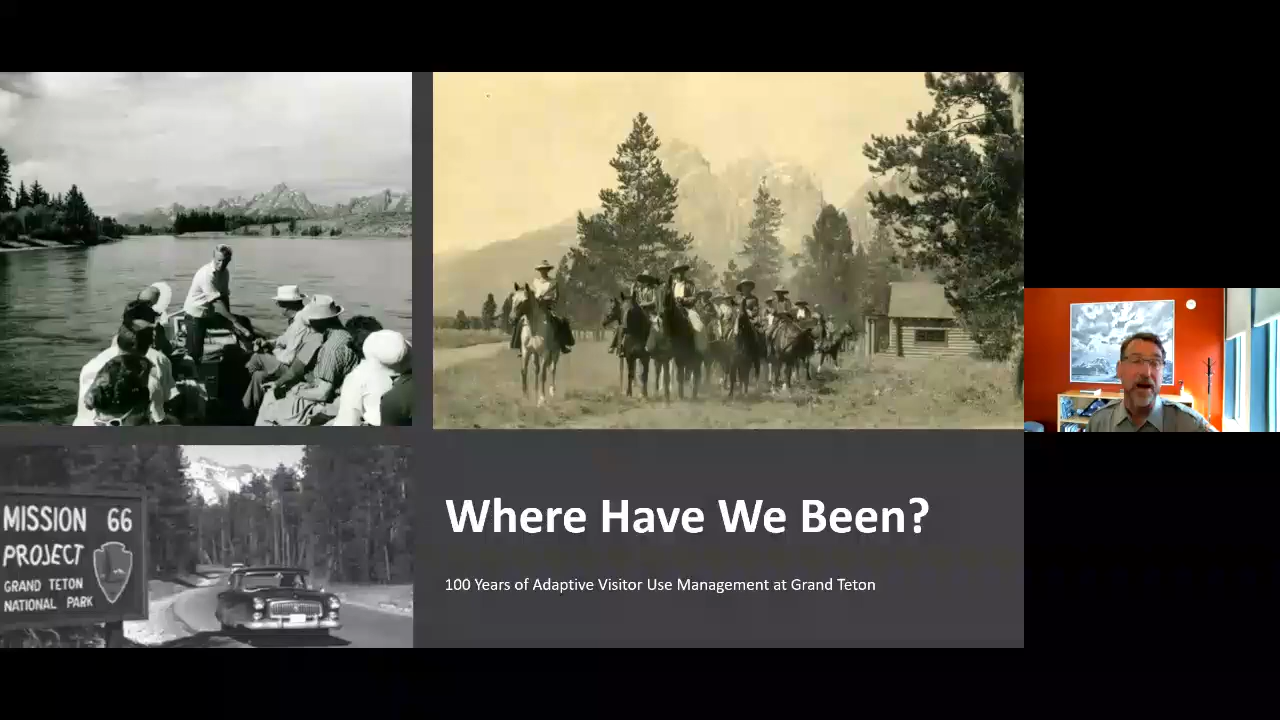 MISSION 66
PROJECT
GRAND TETON
NATIONAL PARK
Where Have We Been?
100 Years of Adaptive Visitor Use Management at Grand Teton